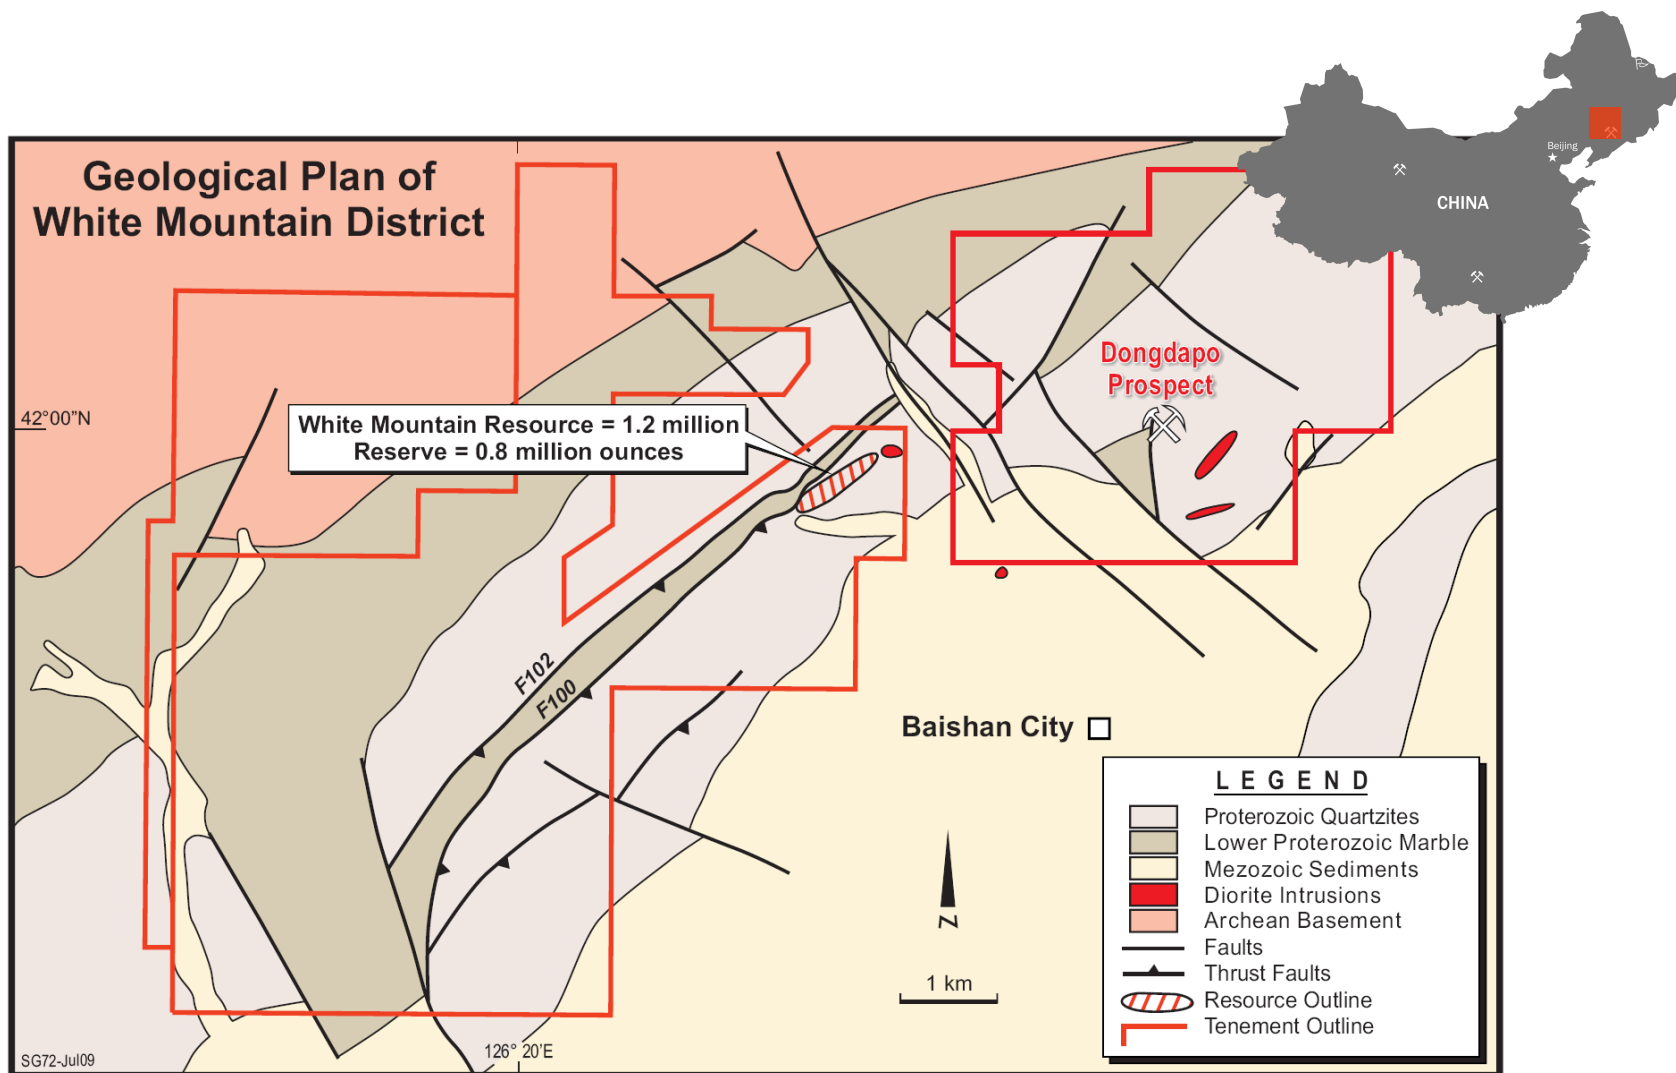 Geological Plan of
White Mountain District
Beijing
CHINA
Dongdapo
Prospect
42°00"N
White Mountain Resource = 1.2 million
Reserve = 0.8 million ounces
F102
F100
Baishan City
N
1 km
126° 20'E
SG72-Jul09
LEGEND
Proterozoic Quartzites
Lower Proterozoic Marble
Mezozoic Sediments
Diorite Intrusions
Archean Basement
Faults
Thrust Faults
Resource Outline
Tenement Outline